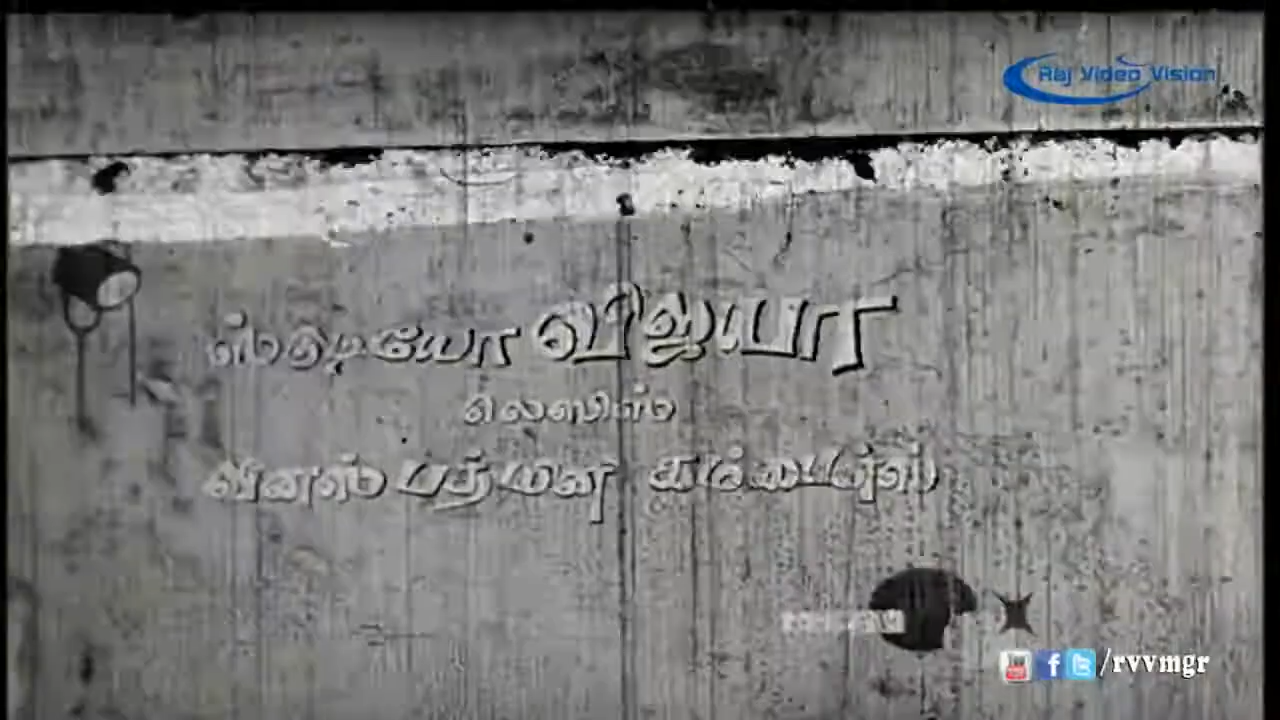 Raj Video Vision
ஸ்டுடியோ விஜயா
லெஸிஸ்
வீனஸ் பத்மினி கம்பைன்ஸ்
/rvvmgr